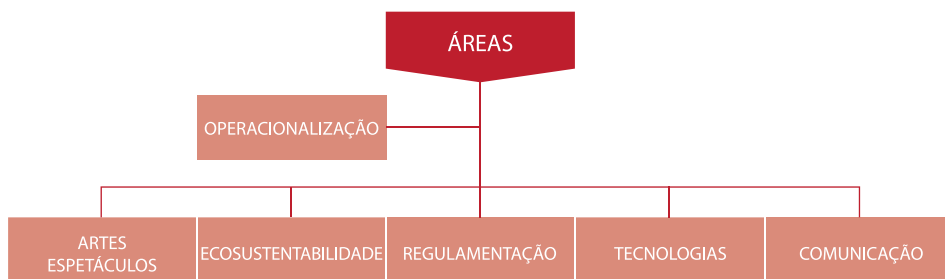 ÁREAS
OPERACIONALIZAÇÃO
ARTES
ESPETÁCULOS
ECOSUSTENTABILIDADE
REGULAMENTAÇÃO
TECNOLOGIAS
COMUNICAÇÃO